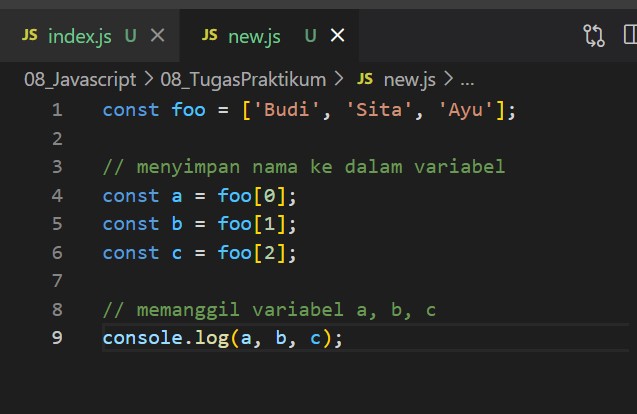 JS index.js U × JS new.js U ×
08_Javascript > 08_TugasPraktikum > JS new.js > ...
1 const foo = ['Budi', 'Sita', 'Ayu'];
2
3 // menyimpan nama ke dalam variabel
4 const a = foo[0];
5 const b = foo[1];
6 const c = foo[2];
7
8 // memanggil variabel a, b, c
9 console.log(a, b, c);